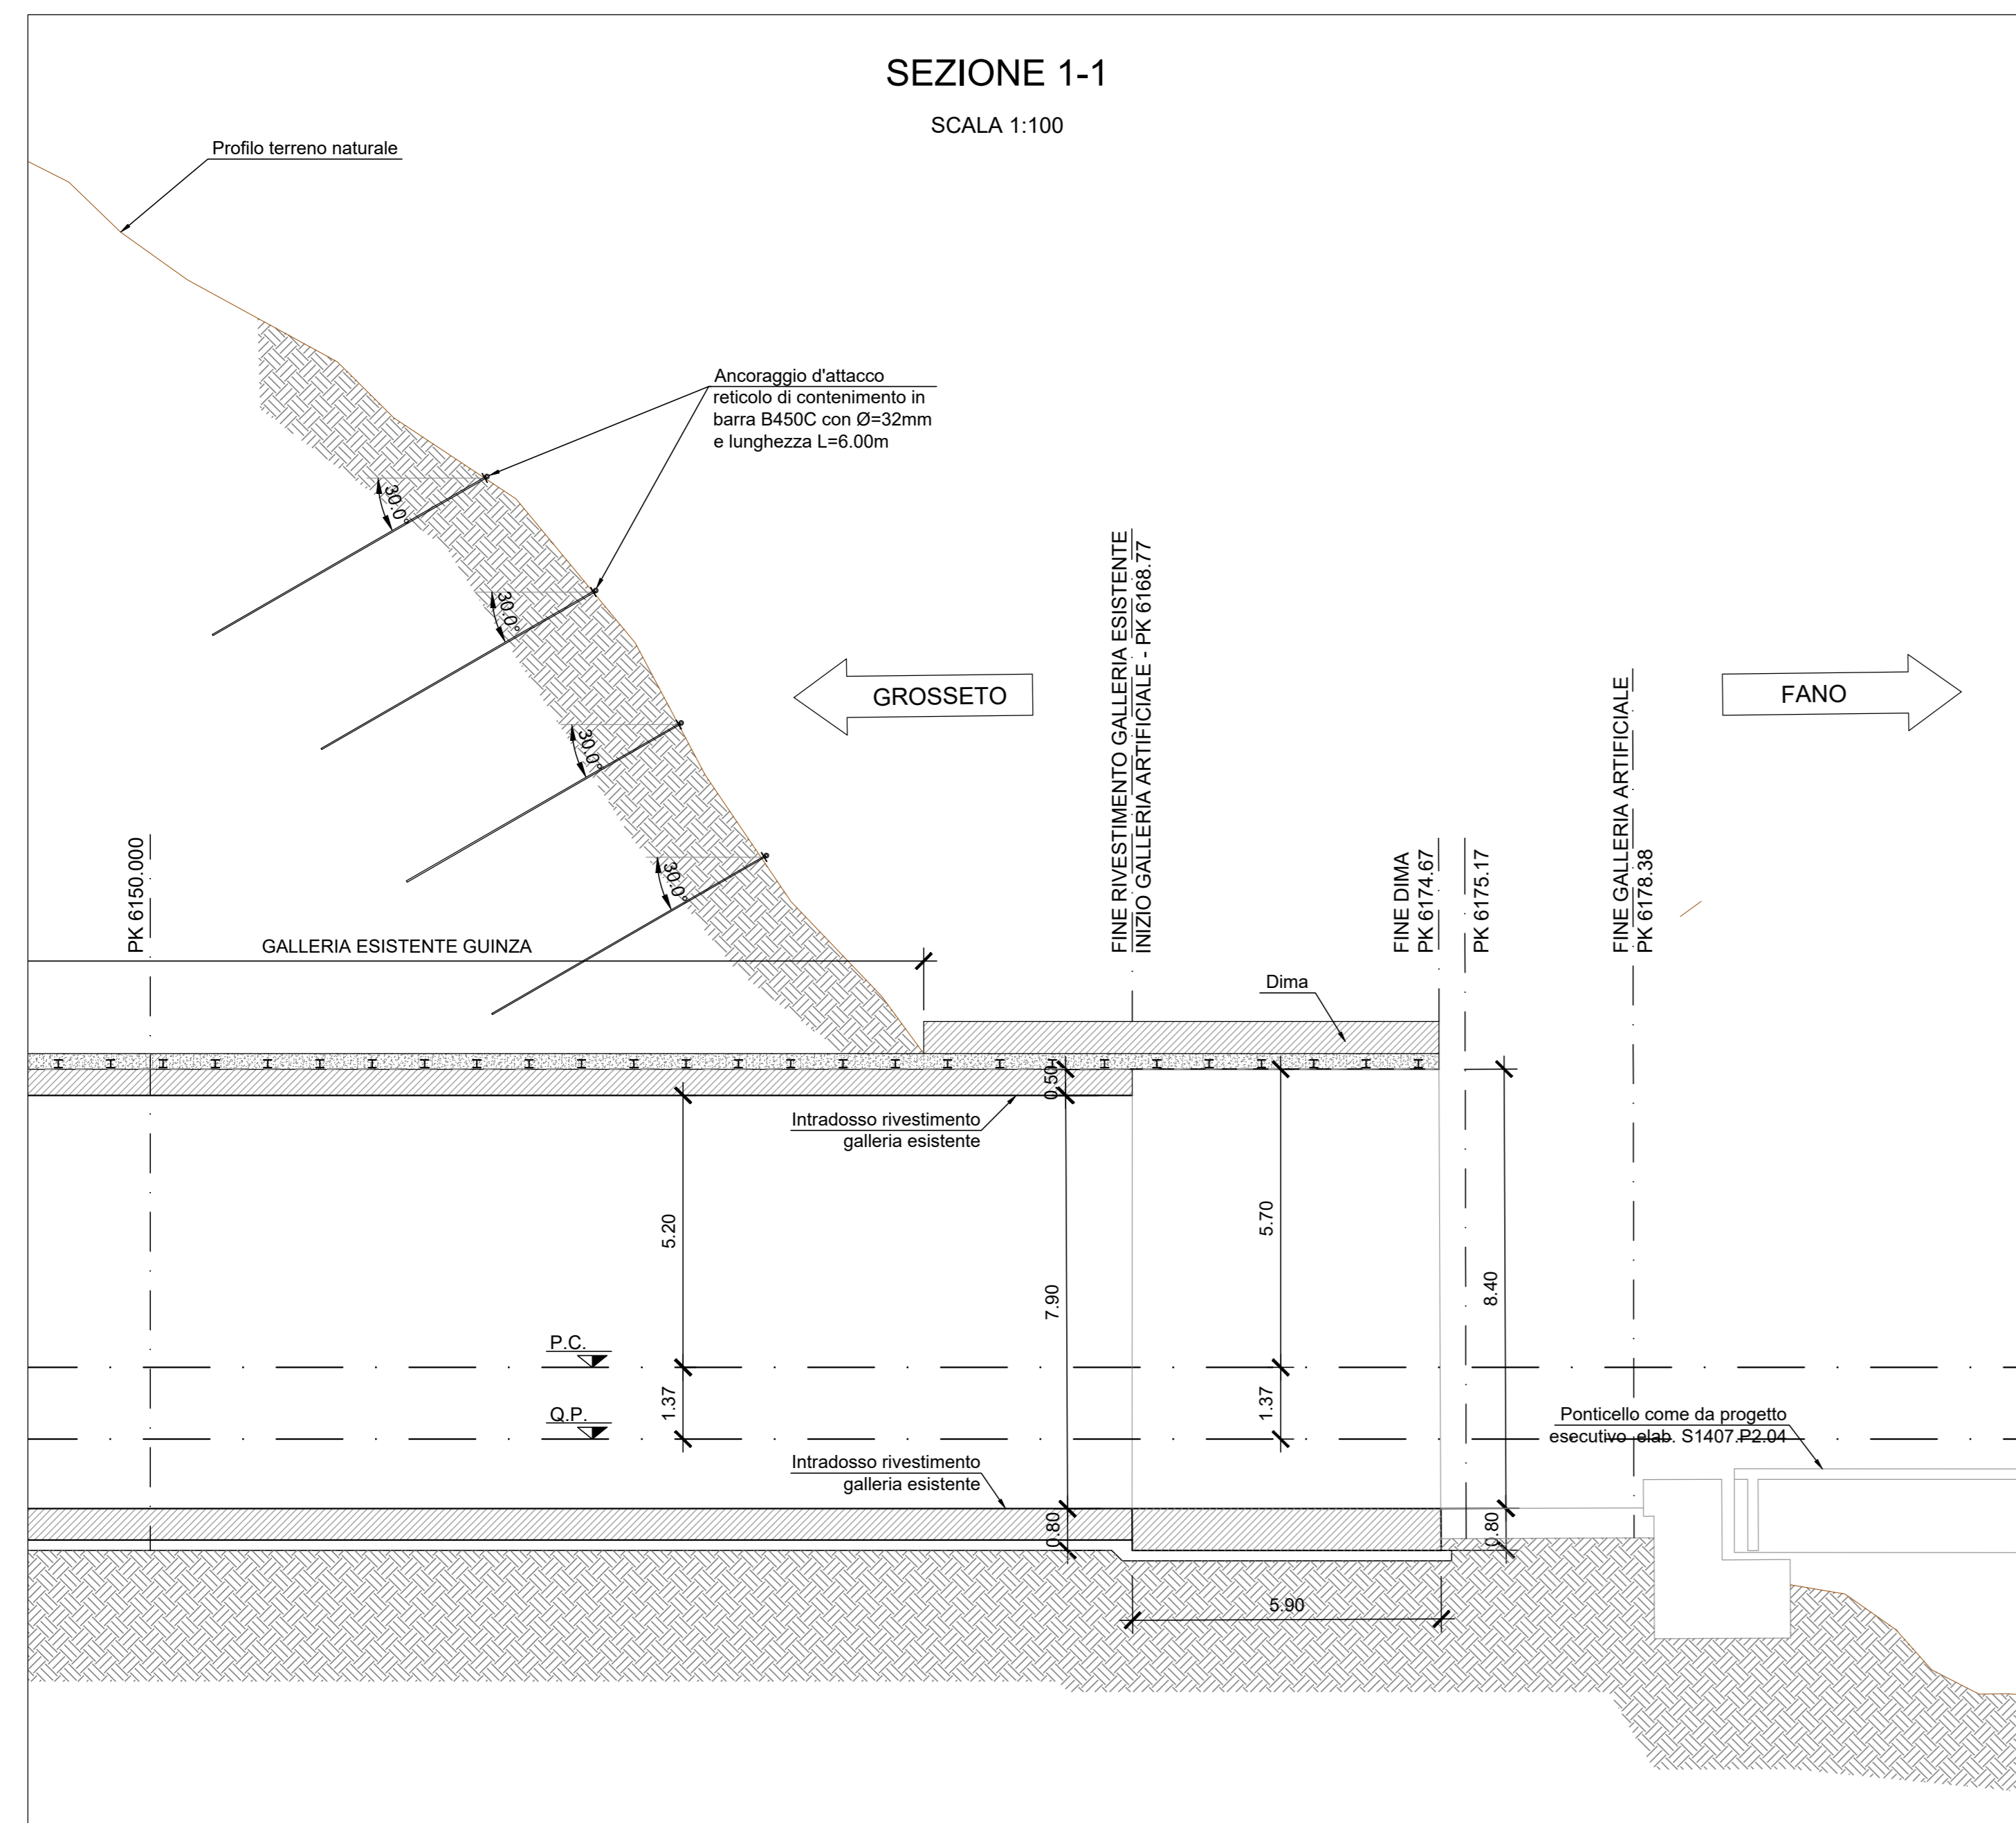 SEZIONE 1-1
SCALA 1:100
Profilo terreno naturale
Ancoraggio d'attacco
reticolo di contenimento in
barra B450C con Ø=32mm
e lunghezza L=6.00m
30.0°
30.0°
30.0°
30.0°
GROSSETO
FANO
PK 6150.000
GALLERIA ESISTENTE GUINZA
FINE RIVESTIMENTO GALLERIA ESISTENTE
INIZIO GALLERIA ARTIFICIALE - PK 6168.77
FINE DIMA
PK 6174.67
PK 6175.17
FINE GALLERIA ARTIFICIALE
PK 6178.38
Dima
0.50
Intradosso rivestimento
galleria esistente
5.20
5.70
7.90
8.40
P.C.
1.37
1.37
Q.P.
Ponticello come da progetto
esecutivo elab. S1407.P2.04
Intradosso rivestimento
galleria esistente
0.80
0.80
5.90